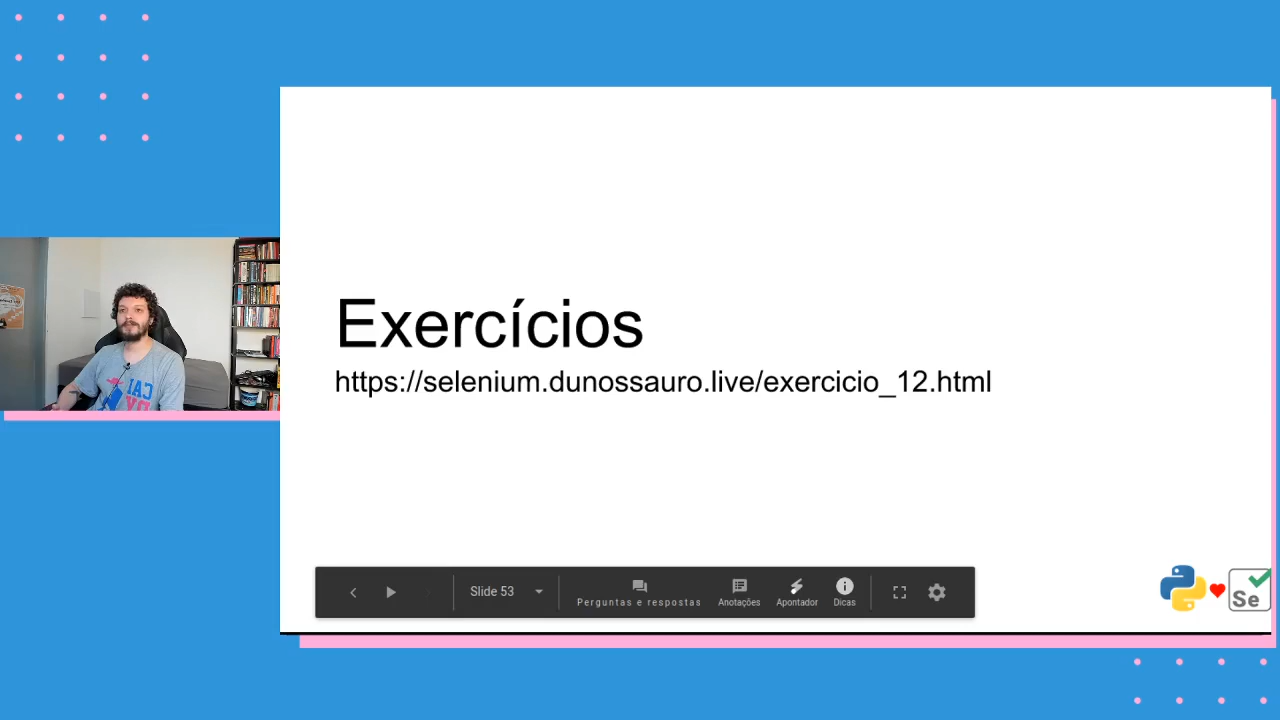 Exercícios
https://selenium.dunossauro.live/exercicio_12.html
Slide 53
Perguntas e respostas
Anotações
Apontador
Dicas
Se